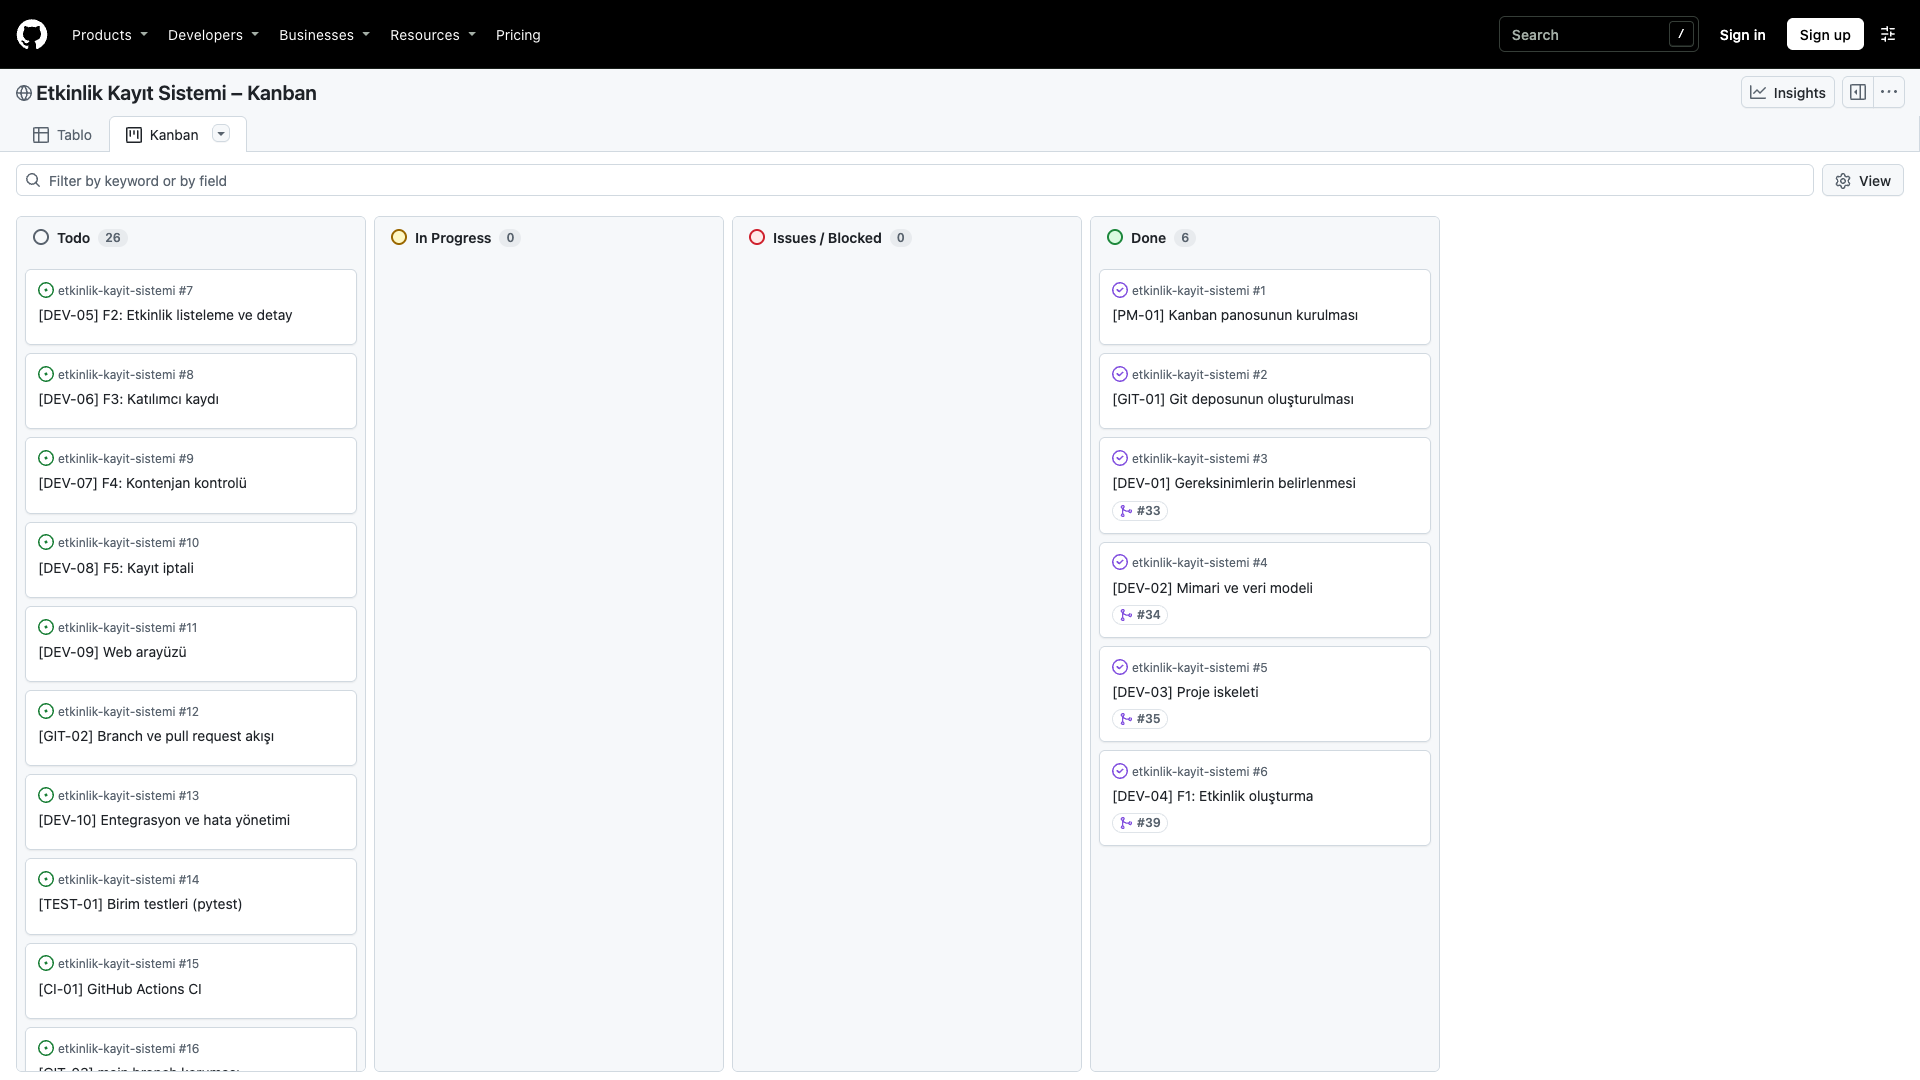 Products
Developers
Businesses
Resources
Pricing
Search
/
Sign in
Sign up
Etkinlik Kayıt Sistemi – Kanban
Insights
Tablo
Kanban
Filter by keyword or by field
View
Todo 26
etkinlik-kayit-sistemi #7
[DEV-05] F2: Etkinlik listeleme ve detay
etkinlik-kayit-sistemi #8
[DEV-06] F3: Katılımcı kaydı
etkinlik-kayit-sistemi #9
[DEV-07] F4: Kontenjan kontrolü
etkinlik-kayit-sistemi #10
[DEV-08] F5: Kayıt iptali
etkinlik-kayit-sistemi #11
[DEV-09] Web arayüzü
etkinlik-kayit-sistemi #12
[GIT-02] Branch ve pull request akışı
etkinlik-kayit-sistemi #13
[DEV-10] Entegrasyon ve hata yönetimi
etkinlik-kayit-sistemi #14
[TEST-01] Birim testleri (pytest)
etkinlik-kayit-sistemi #15
[CI-01] GitHub Actions CI
etkinlik-kayit-sistemi #16
In Progress 0
Issues / Blocked 0
Done 6
etkinlik-kayit-sistemi #1
[PM-01] Kanban panosunun kurulması
etkinlik-kayit-sistemi #2
[GIT-01] Git deposunun oluşturulması
etkinlik-kayit-sistemi #3
[DEV-01] Gereksinimlerin belirlenmesi
#33
etkinlik-kayit-sistemi #4
[DEV-02] Mimari ve veri modeli
#34
etkinlik-kayit-sistemi #5
[DEV-03] Proje iskeleti
#35
etkinlik-kayit-sistemi #6
[DEV-04] F1: Etkinlik oluşturma
#39